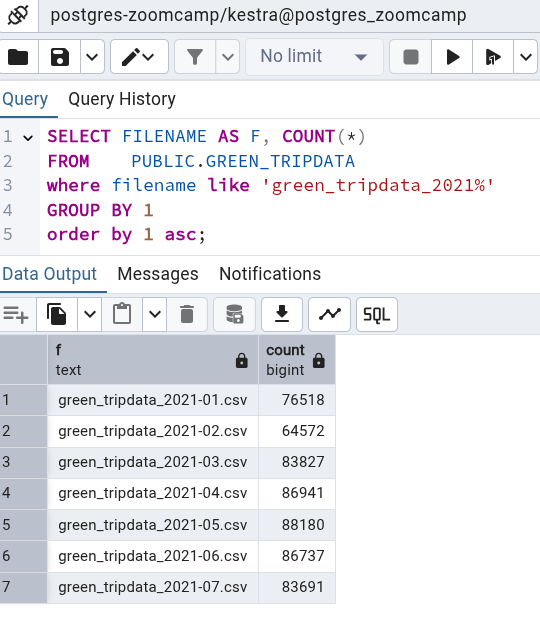 postgres-zoomcamp/kestra@postgres_zoomcamp
No limit
Query Query History
1 SELECT FILENAME AS F, COUNT(*)
2 FROM PUBLIC.GREEN_TRIPDATA
3 where filename like 'green_tripdata_2021%'
4 GROUP BY 1
5 order by 1 asc;
Data Output Messages Notifications
SQL
f count
text bigint
1 green_tripdata_2021-01.csv 76518
2 green_tripdata_2021-02.csv 64572
3 green_tripdata_2021-03.csv 83827
4 green_tripdata_2021-04.csv 86941
5 green_tripdata_2021-05.csv 88180
6 green_tripdata_2021-06.csv 86737
7 green_tripdata_2021-07.csv 83691